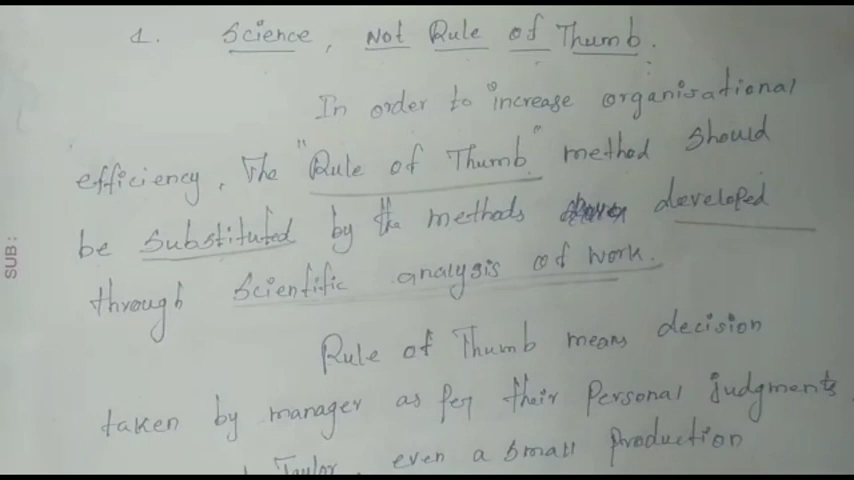 1. Science, Not Rule of Thumb.
In order to increase organisational
efficiency, The "Rule of Thumb" method should
be substituted by the methods developed
through Scientific analysis of work.
Rule of Thumb means decision
taken by manager as per their Personal judgments
Taylor, even a small production
SUB: